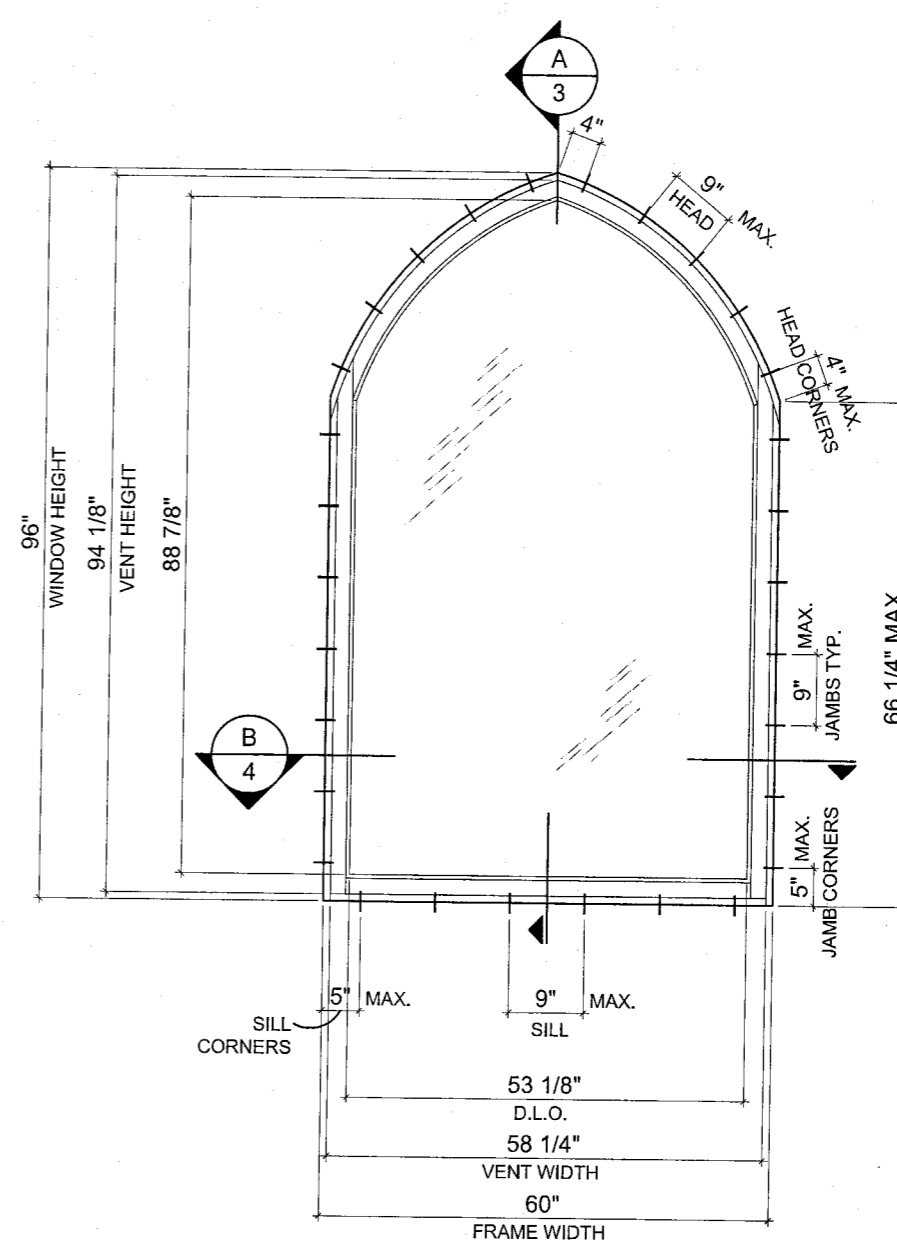 A
3
4"
9"
HEAD
MAX.
HEAD CORNERS
4" MAX.
96"
WINDOW HEIGHT
94 1/8"
VENT HEIGHT
88 7/8"
9" MAX.
JAMBS TYP.
66 1/4" MAX
B
4
5" MAX.
JAMB CORNERS
5" MAX.
SILL
CORNERS
9" MAX.
SILL
53 1/8"
D.L.O.
58 1/4"
VENT WIDTH
60"
FRAME WIDTH